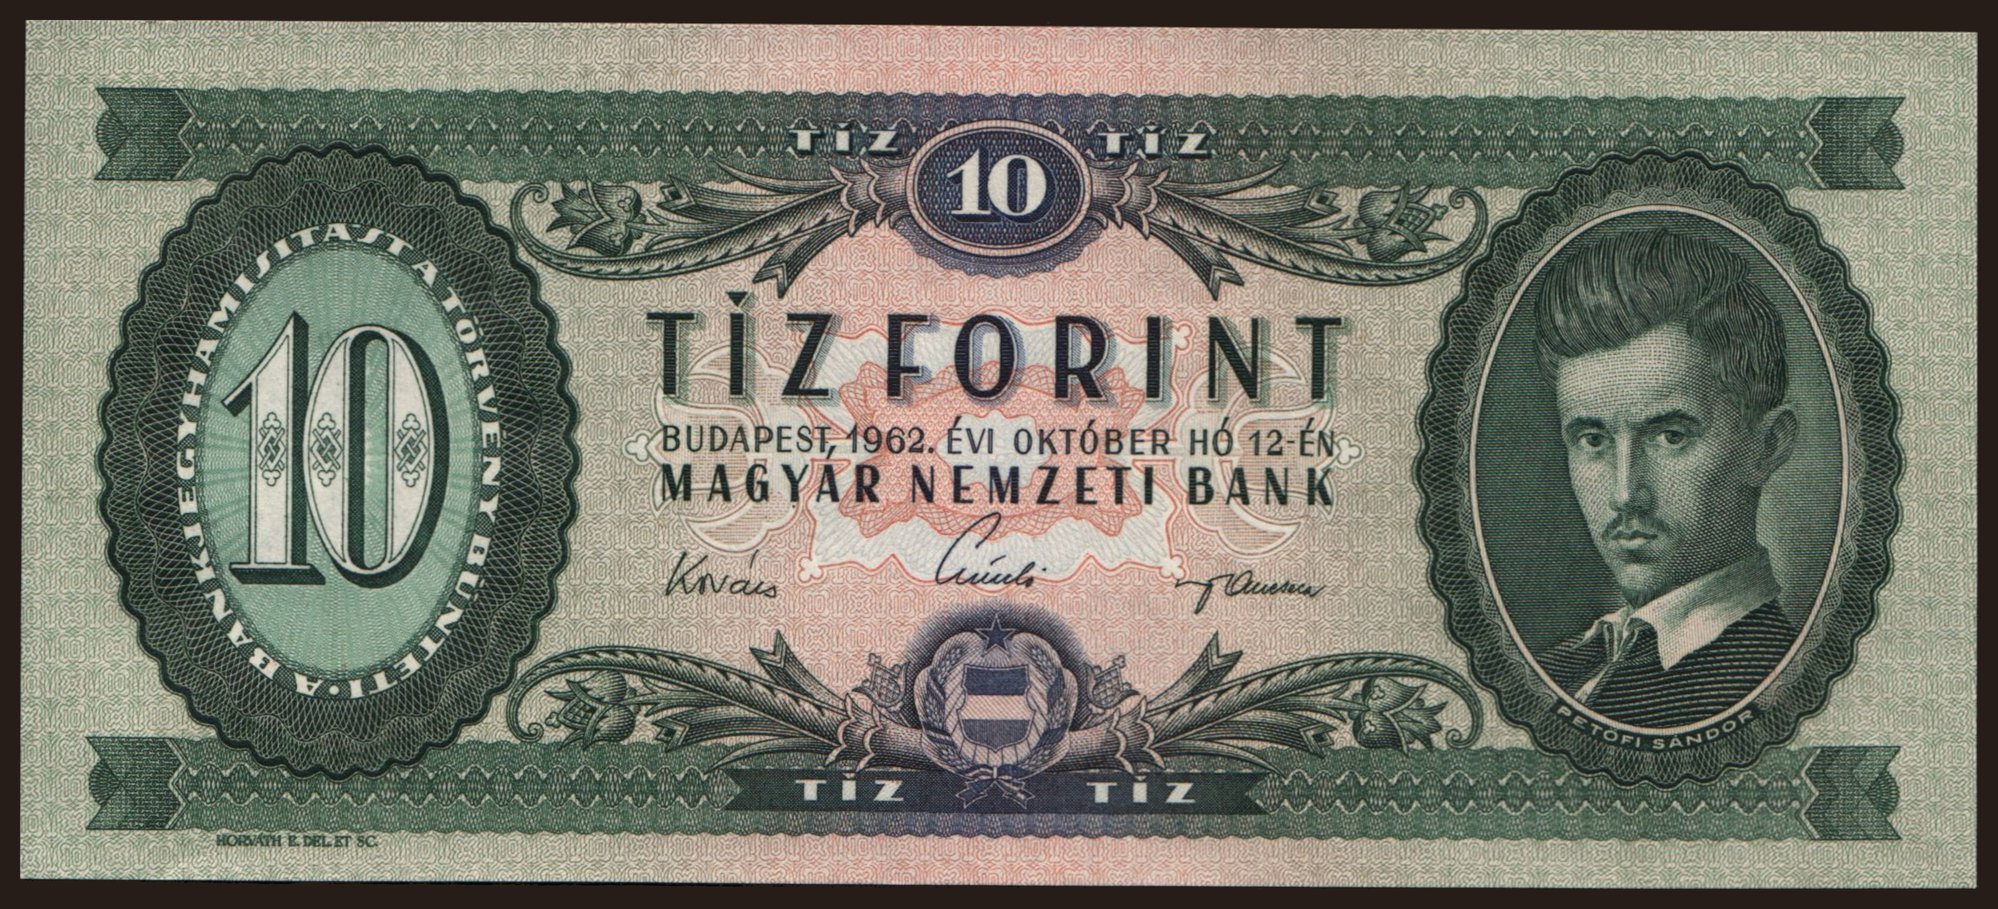 TÍZ 10 TÍZ
A BANKJEGYHAMISÍTÁST A TÖRVÉNY BÜNTETI ·
10
TÍZ FORINT
BUDAPEST, 1962. ÉVI OKTÓBER HÓ 12-ÉN
MAGYAR NEMZETI BANK
Kovács
PETŐFI SÁNDOR
TÍZ TÍZ
HORVÁTH E. DEL. ET SC.